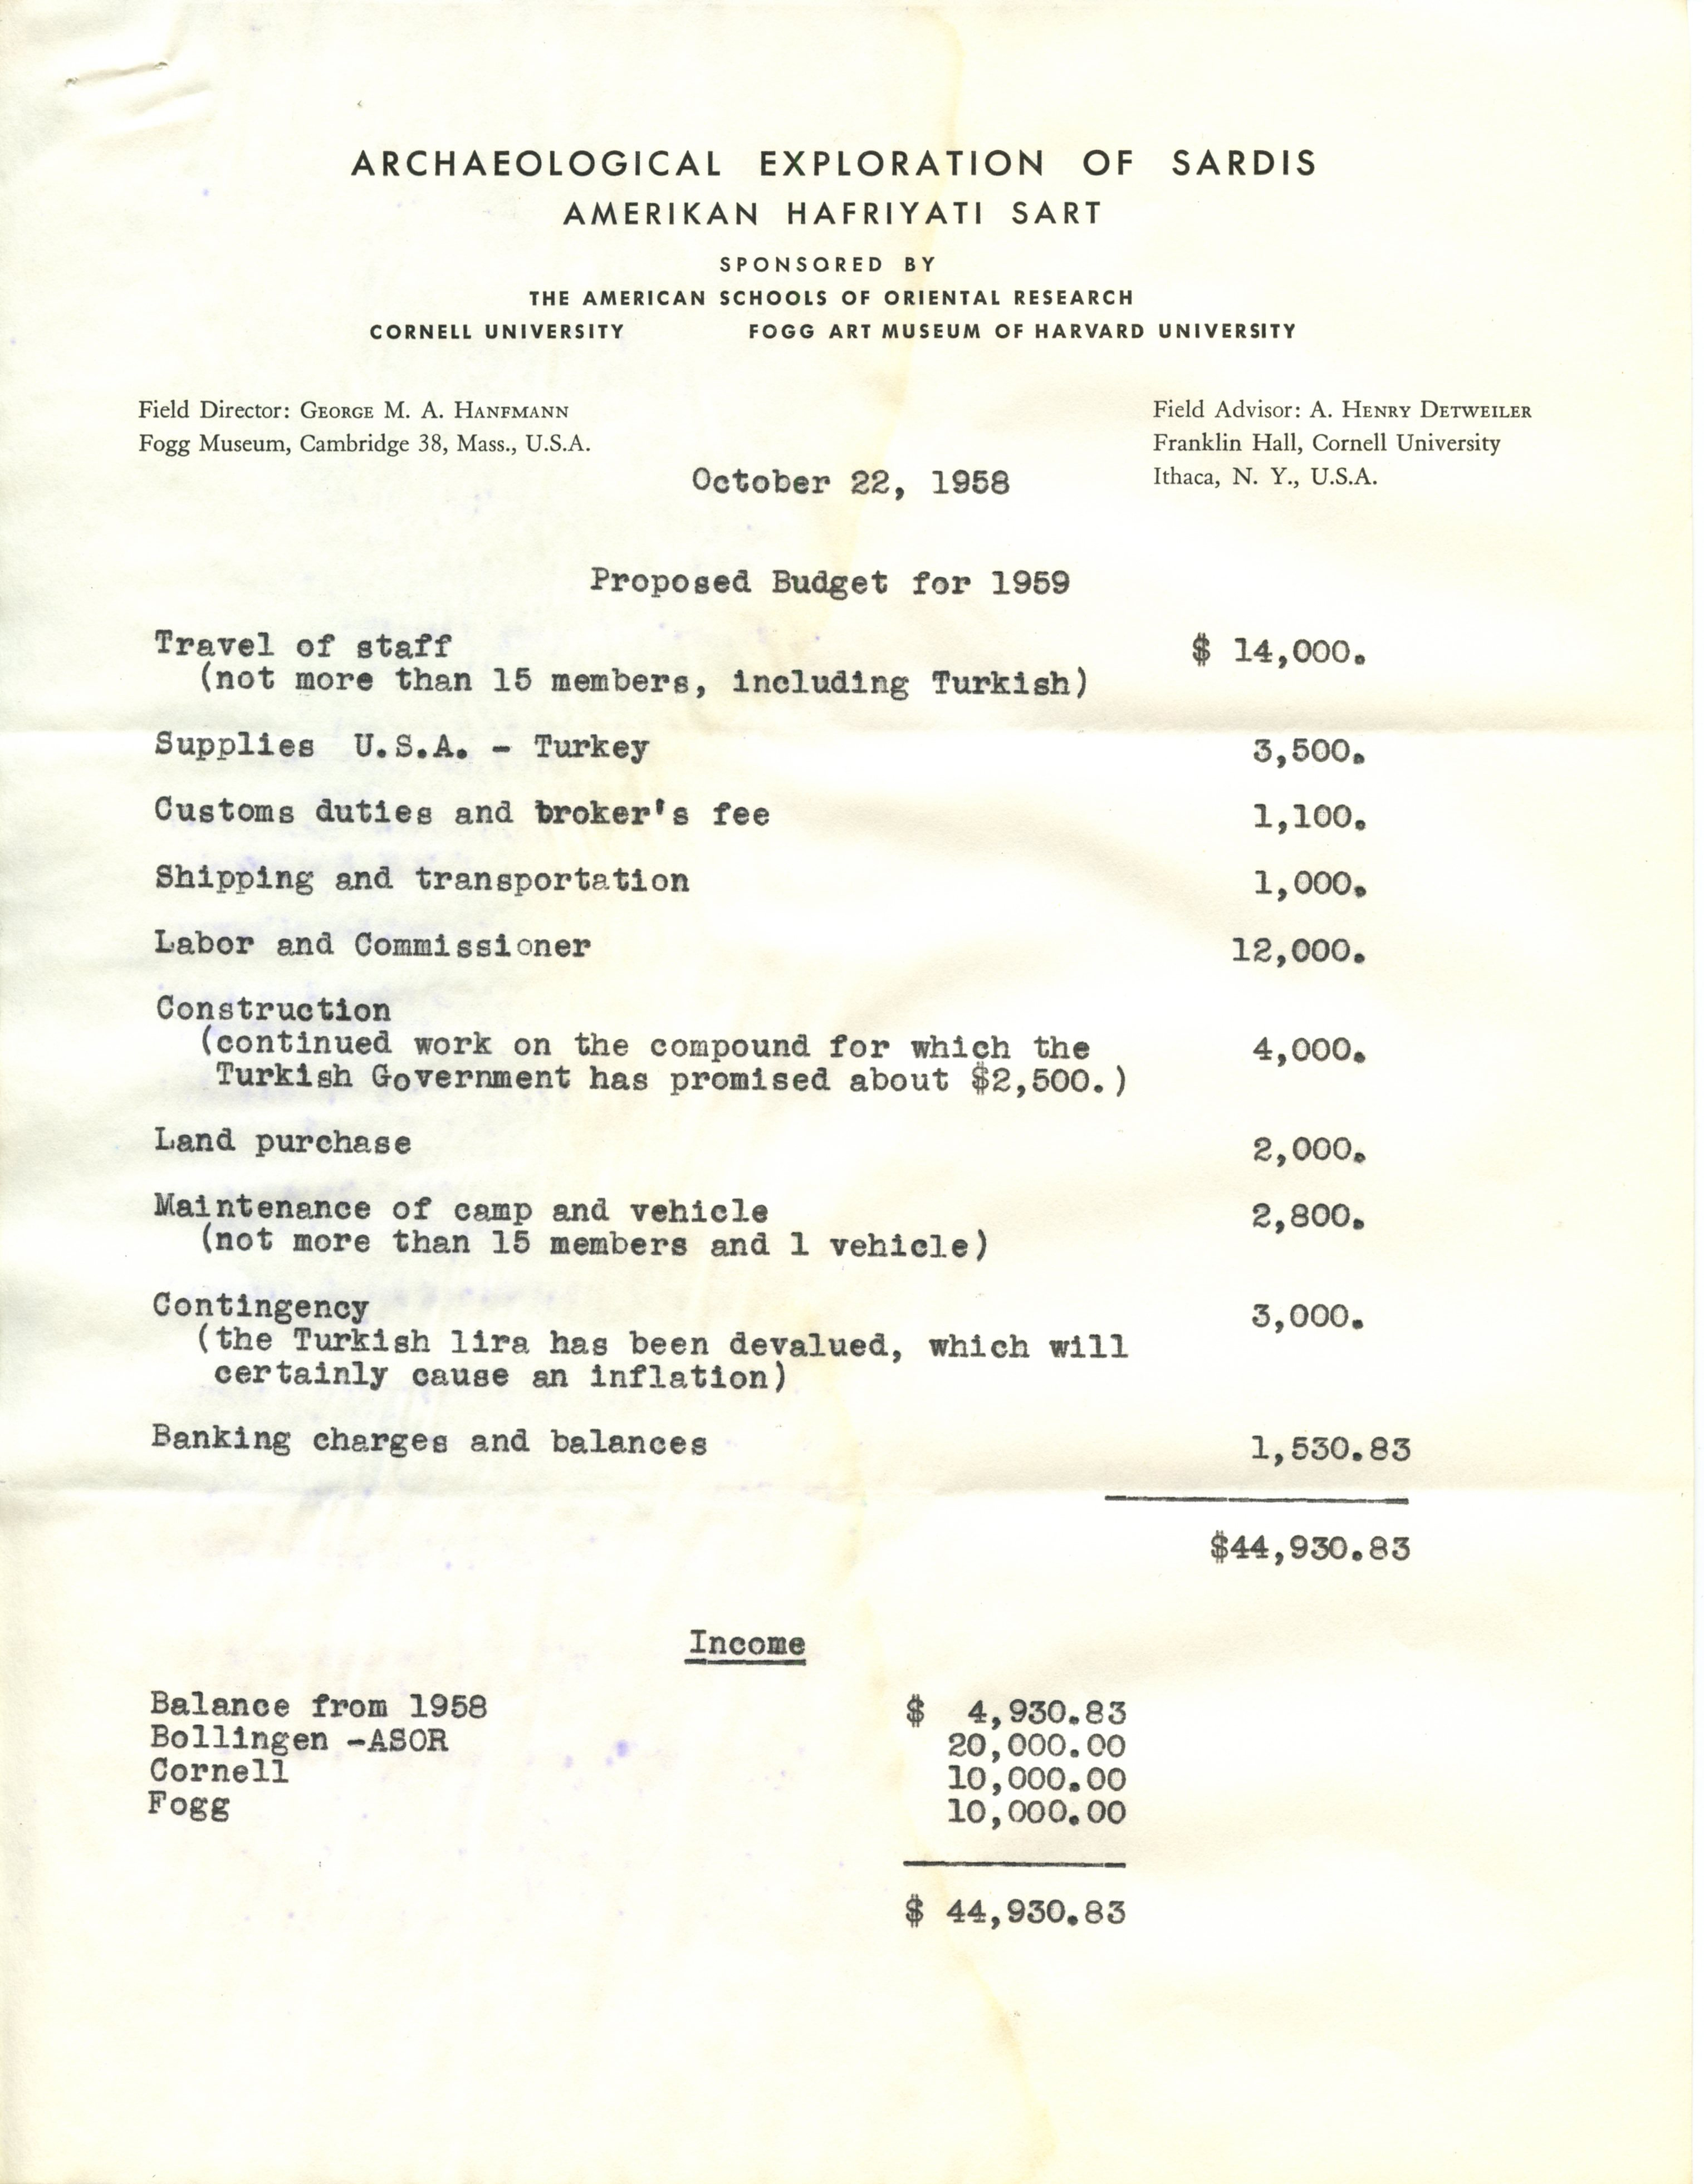 ARCHAEOLOGICAL EXPLORATION OF SARDIS
AMERIKAN HAFRIYATI SART
SPONSORED BY
THE AMERICAN SCHOOLS OF ORIENTAL RESEARCH
CORNELL UNIVERSITY FOGG ART MUSEUM OF HARVARD UNIVERSITY
Field Director: GEORGE M. A. HANFMANN
Fogg Museum, Cambridge 38, Mass., U.S.A.
Field Advisor: A. HENRY DETWEILER
Franklin Hall, Cornell University
Ithaca, N. Y., U.S.A.
October 22, 1958
Proposed Budget for 1959
Travel of staff $ 14,000.
(not more than 15 members, including Turkish)
Supplies U.S.A. - Turkey 3,500.
Customs duties and broker's fee 1,100.
Shipping and transportation 1,000.
Labor and Commissioner 12,000.
Construction
(continued work on the compound for which the 4,000.
Turkish Government has promised about $2,500.)
Land purchase 2,000.
Maintenance of camp and vehicle 2,800.
(not more than 15 members and 1 vehicle)
Contingency 3,000.
(the Turkish lira has been devalued, which will
certainly cause an inflation)
Banking charges and balances 1,530.83
$44,930.83
Income
Balance from 1958 $ 4,930.83
Bollingen -ASOR 20,000.00
Cornell 10,000.00
Fogg 10,000.00
$ 44,930.83